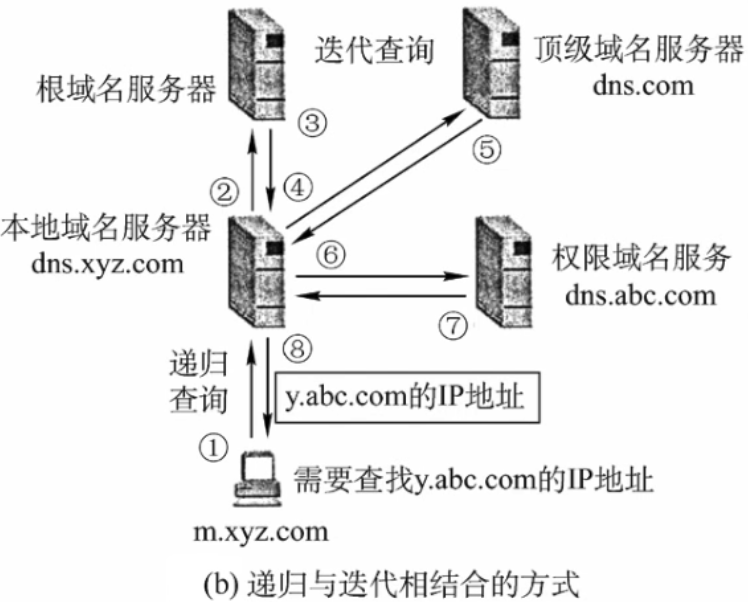 迭代查询
顶级域名服务器
dns.com
根域名服务器
③
⑤
②
④
本地域名服务器
dns.xyz.com
⑥
权限域名服务
dns.abc.com
⑦
⑧
递归
查询
y.abc.com的IP地址
①
需要查找y.abc.com的IP地址
m.xyz.com
(b) 递归与迭代相结合的方式